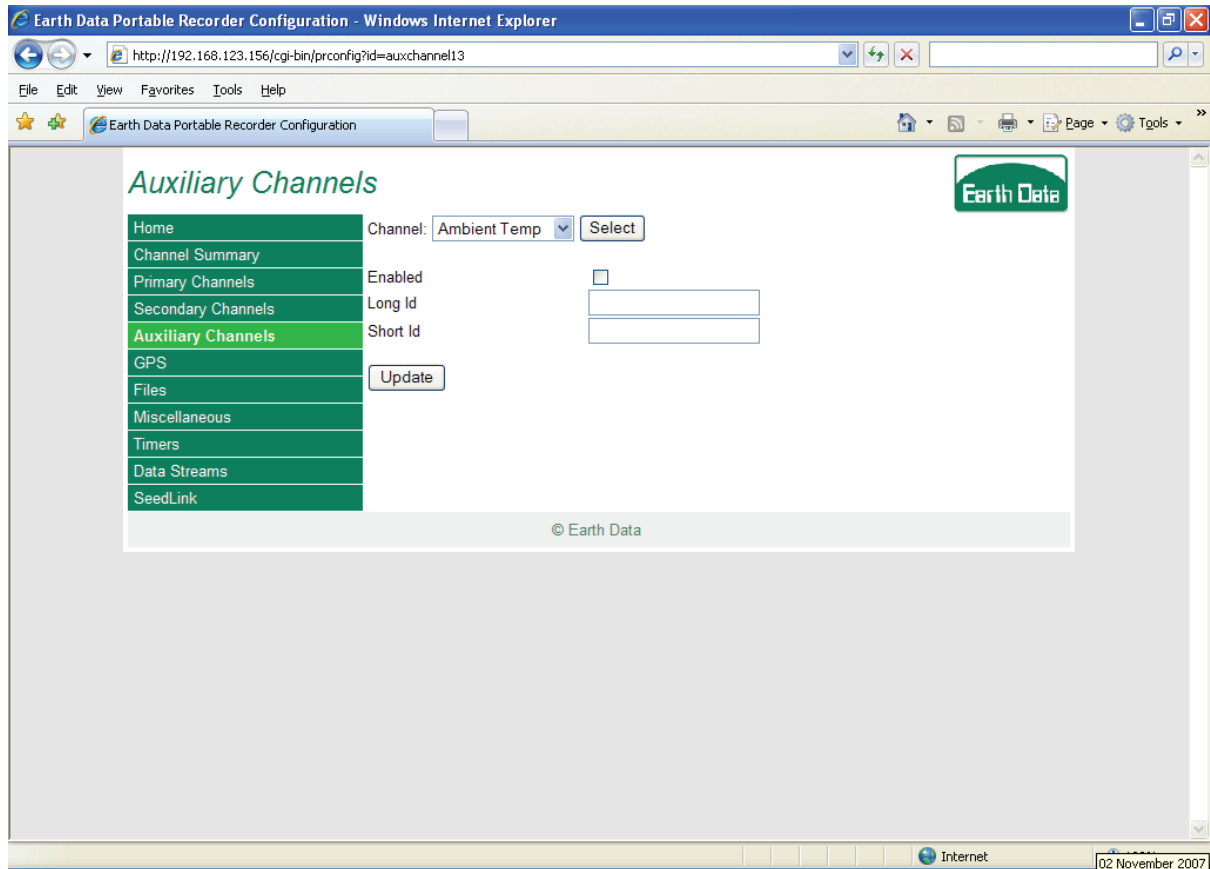 Earth Data Portable Recorder Configuration - Windows Internet Explorer
http://192.168.123.156/cgi-bin/prconfig?id=auxchannel13
File Edit View Favorites Tools Help
Earth Data Portable Recorder Configuration
Page Tools
Auxiliary Channels
Earth Data
Home
Channel: Ambient Temp Select
Channel Summary
Primary Channels
Enabled
Secondary Channels
Long Id
Auxiliary Channels
Short Id
GPS
Files
Update
Miscellaneous
Timers
Data Streams
SeedLink
© Earth Data
Internet
02 November 2007